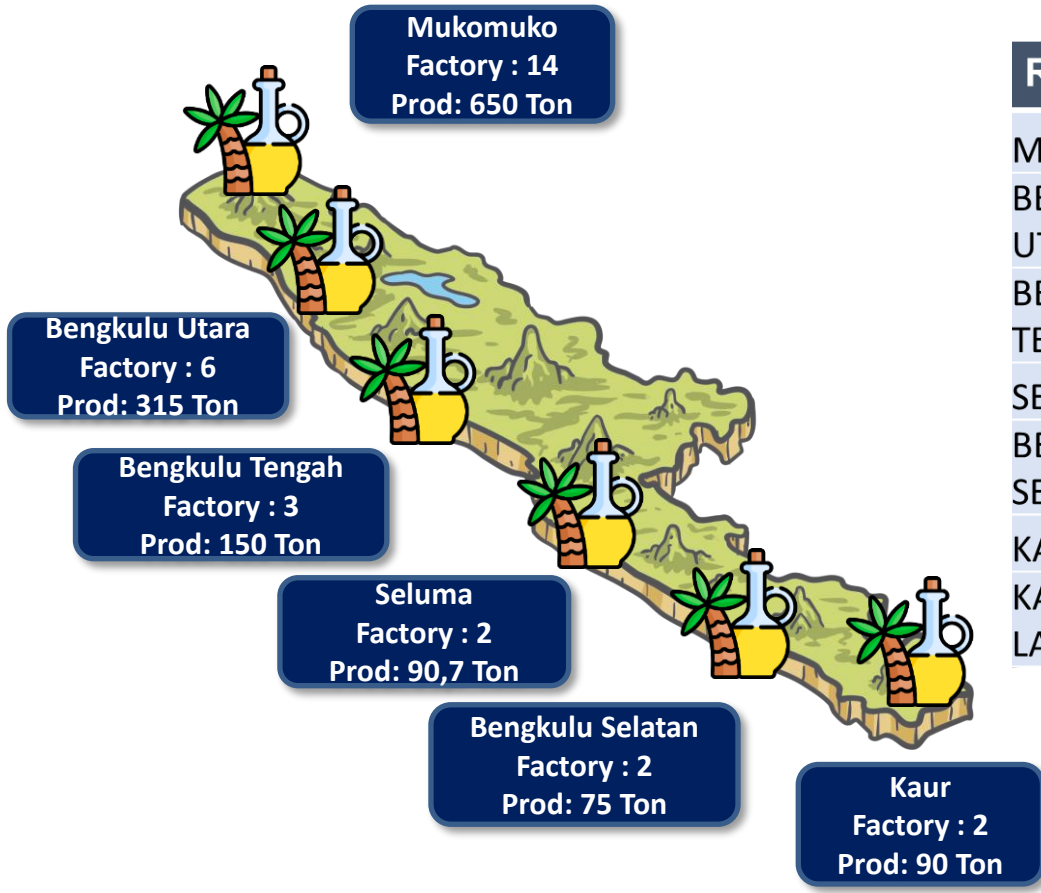 Mukomuko
Factory : 14
Prod: 650 Ton
Bengkulu Utara
Factory : 6
Prod: 315 Ton
Bengkulu Tengah
Factory : 3
Prod: 150 Ton
Seluma
Factory : 2
Prod: 90,7 Ton
Bengkulu Selatan
Factory : 2
Prod: 75 Ton
Kaur
Factory : 2
Prod: 90 Ton